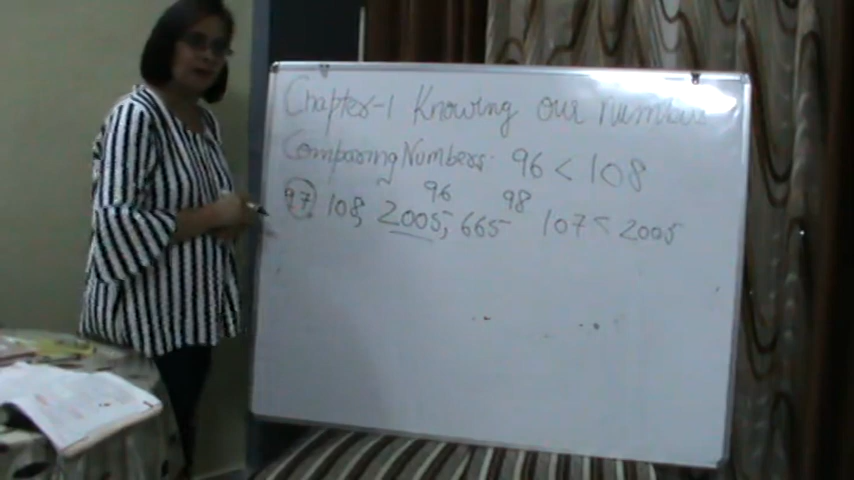 Chapter-1 Knowing our Numbers
Comparing Numbers. 96 < 108
96 98
97 108, 2005, 665 107 < 2005